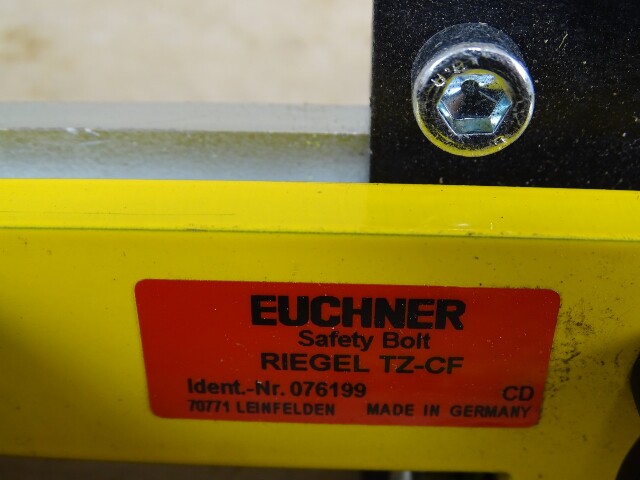 EUCHNER
Safety Bolt
RIEGEL TZ-CF
Ident.-Nr. 076199 CD
70771 LEINFELDEN MADE IN GERMANY